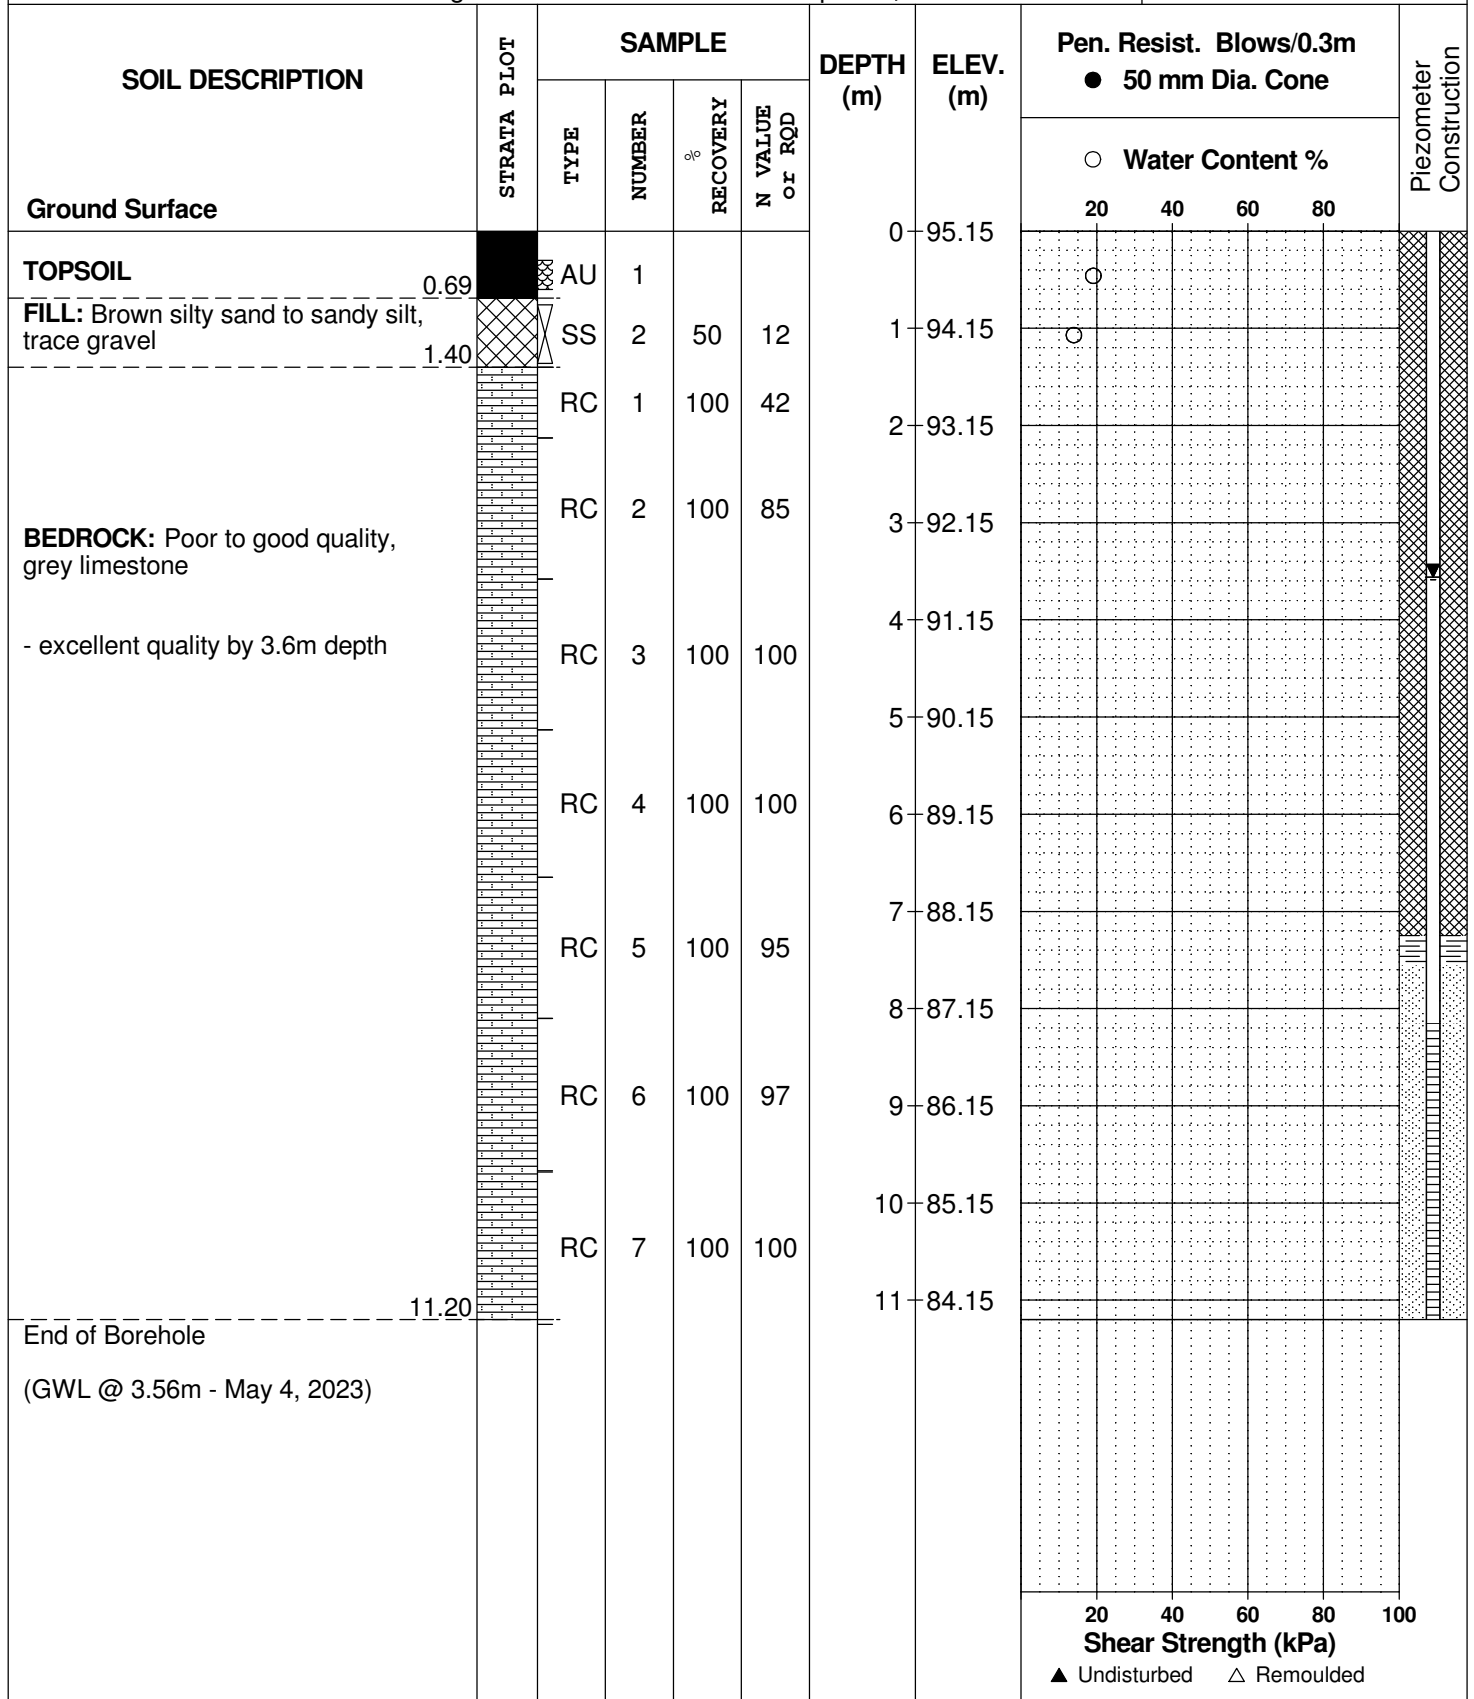 SOIL DESCRIPTION
Ground Surface
STRATA PLOT
SAMPLE
TYPE
NUMBER
%
RECOVERY
N VALUE
or RQD
DEPTH
(m)
ELEV.
(m)
Pen. Resist. Blows/0.3m
● 50 mm Dia. Cone
○ Water Content %
20 40 60 80
Piezometer
Construction
0 95.15
TOPSOIL
0.69
AU 1
FILL: Brown silty sand to sandy silt,
trace gravel
1.40
SS 2 50 12
1 94.15
RC 1 100 42
2 93.15
RC 2 100 85
3 92.15
BEDROCK: Poor to good quality,
grey limestone
4 91.15
- excellent quality by 3.6m depth
RC 3 100 100
5 90.15
RC 4 100 100
6 89.15
7 88.15
RC 5 100 95
8 87.15
RC 6 100 97
9 86.15
10 85.15
RC 7 100 100
11 84.15
11.20
End of Borehole
(GWL @ 3.56m - May 4, 2023)
20 40 60 80 100
Shear Strength (kPa)
▲ Undisturbed △ Remoulded